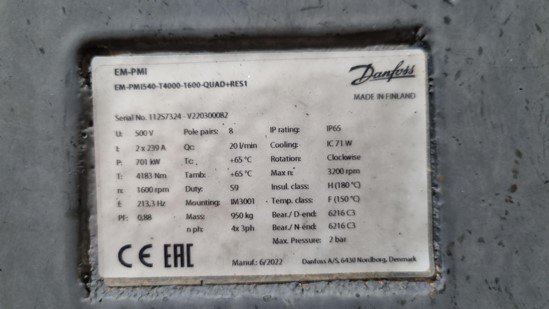 EM-PMI
EM-PMI540-T4000-1600-QUAD+RES1
Danfoss
MADE IN FINLAND
Serial No. 11257324 - V220300082
U: 500 V Pole pairs: 8 IP rating: IP65
I: 2 x 239 A Qc: 20 l/min Cooling: IC 71 W
P: 701 kW Tc: +65 °C Rotation: Clockwise
T: 4183 Nm Tamb: +65 °C Max n: 3200 rpm
n: 1600 rpm Duty: S9 Insul. class: H (180 °C)
f: 213,3 Hz Mounting: IM3001 Temp. class: F (150 °C)
PF: 0,88 Mass: 950 kg Bear./ D-end: 6216 C3
n ph: 4x 3ph Bear./ N-end: 6216 C3
Max. Pressure: 2 bar
CE EAC
Manuf.: 6/2022 Danfoss A/S, 6430 Nordborg, Denmark